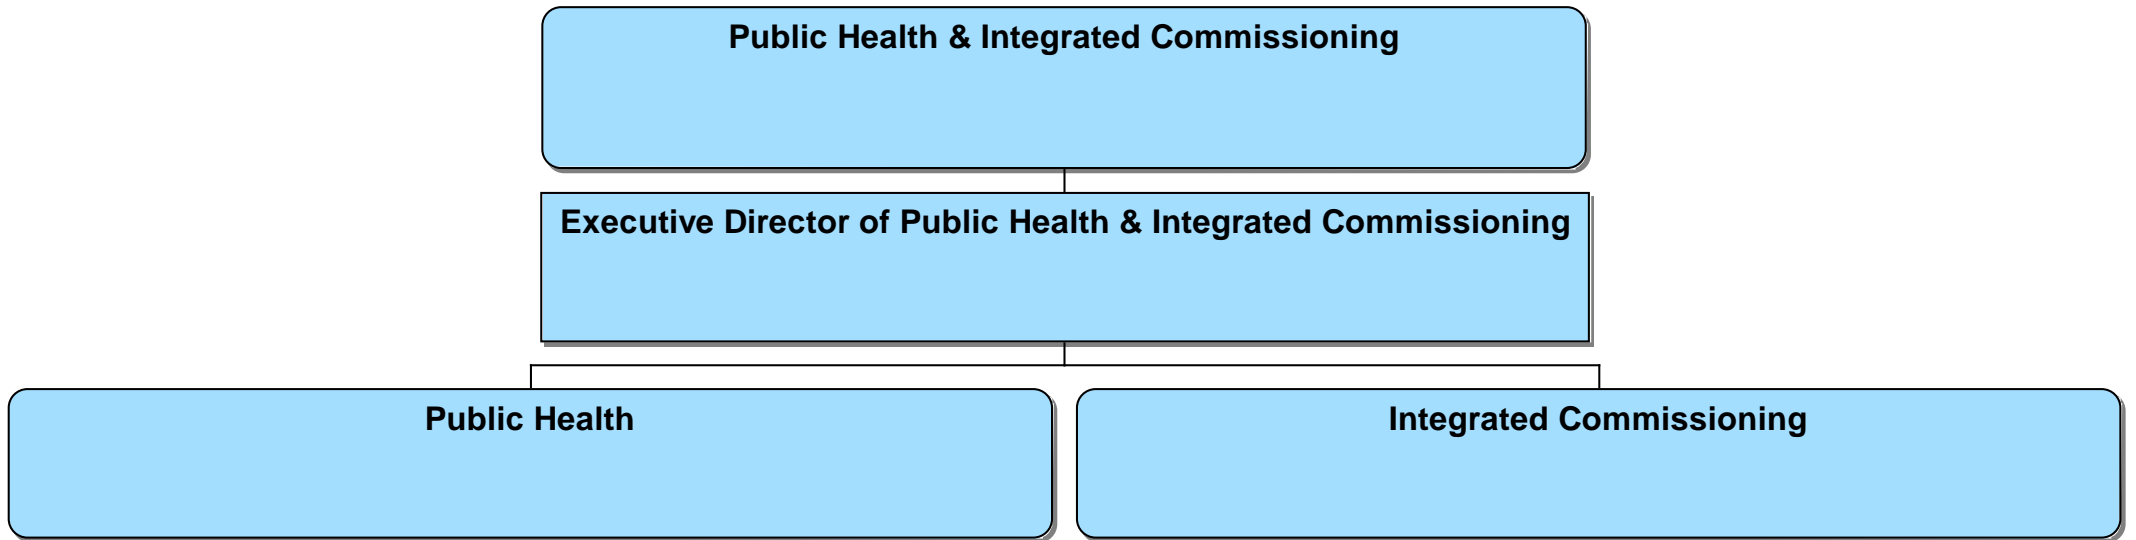 Public Health & Integrated Commissioning
Executive Director of Public Health & Integrated Commissioning
Public Health
Integrated Commissioning